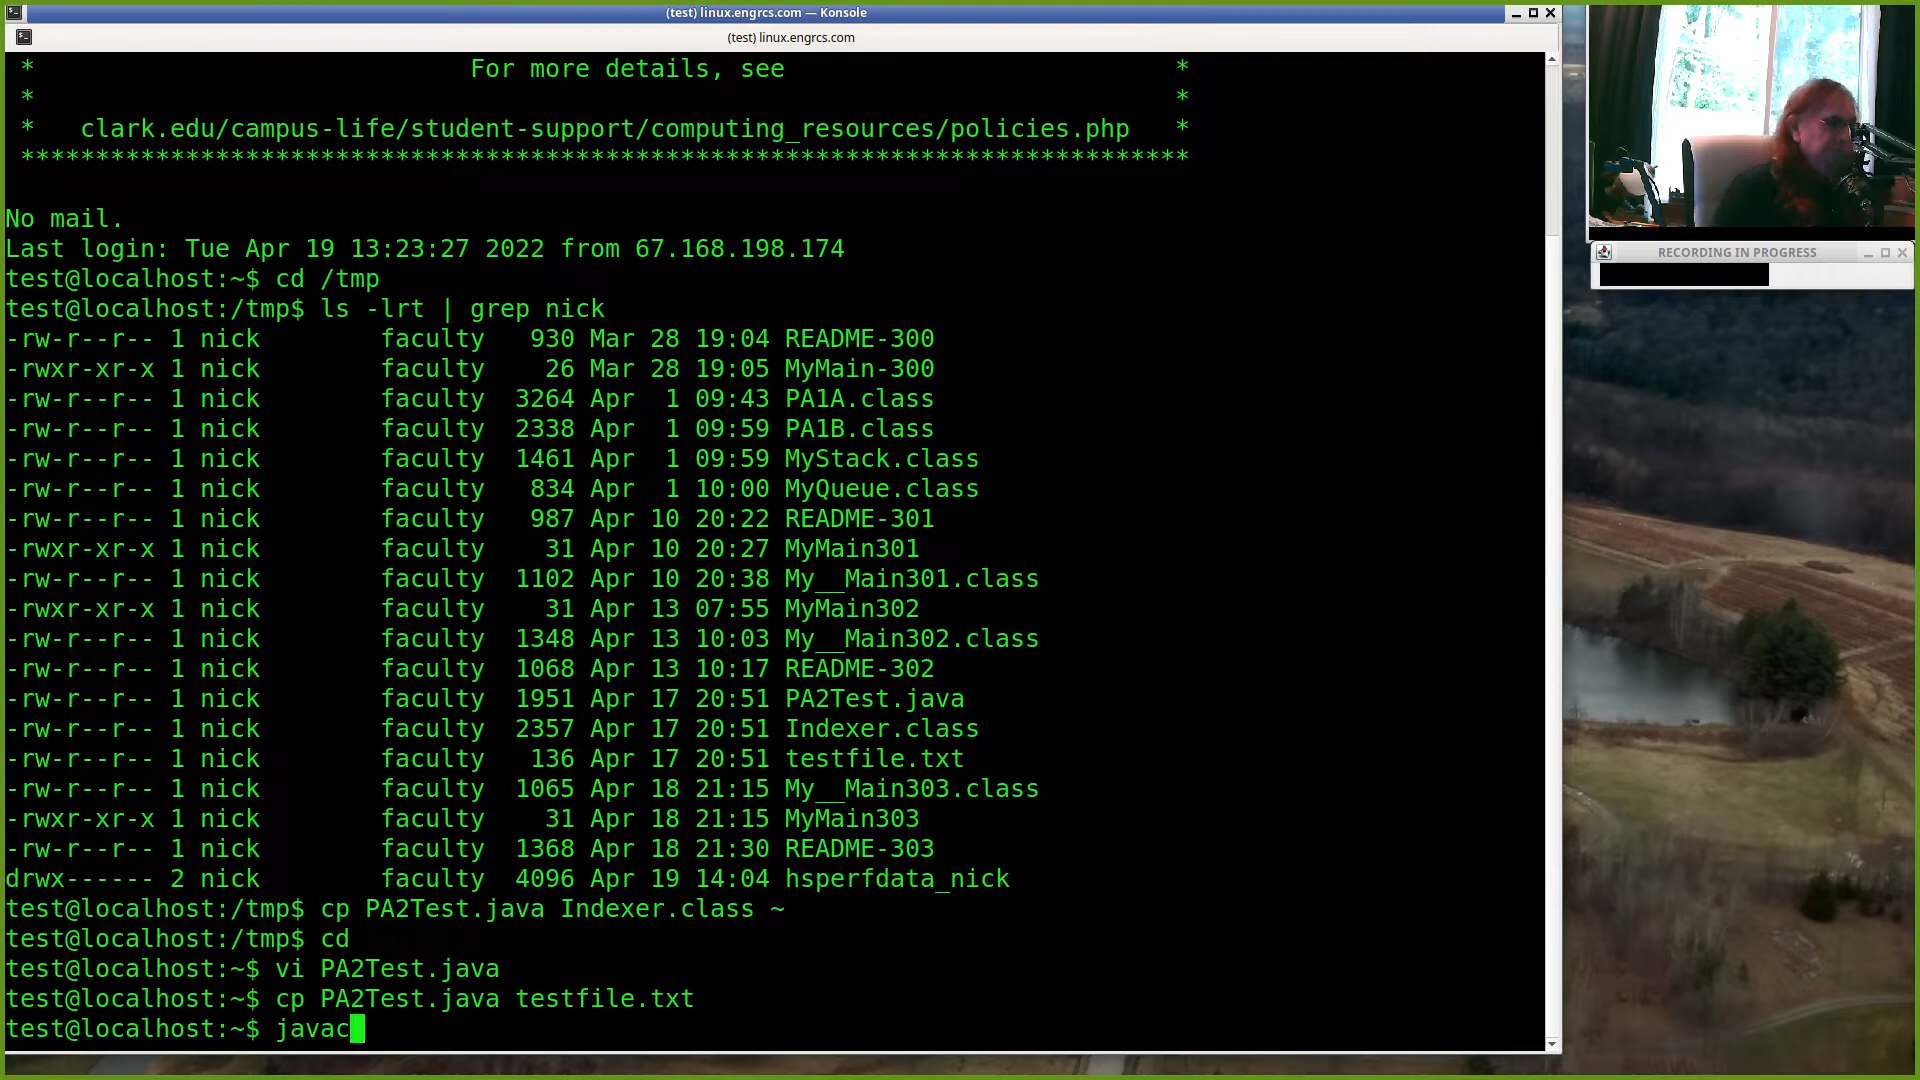 (test) linux.engrcs.com — Konsole
(test) linux.engrcs.com
* For more details, see *
* *
* clark.edu/campus-life/student-support/computing_resources/policies.php *
*******************************************************************************
No mail.
Last login: Tue Apr 19 13:23:27 2022 from 67.168.198.174
test@localhost:~$ cd /tmp
test@localhost:/tmp$ ls -lrt | grep nick
-rw-r--r-- 1 nick faculty 930 Mar 28 19:04 README-300
-rwxr-xr-x 1 nick faculty 26 Mar 28 19:05 MyMain-300
-rw-r--r-- 1 nick faculty 3264 Apr 1 09:43 PA1A.class
-rw-r--r-- 1 nick faculty 2338 Apr 1 09:59 PA1B.class
-rw-r--r-- 1 nick faculty 1461 Apr 1 09:59 MyStack.class
-rw-r--r-- 1 nick faculty 834 Apr 1 10:00 MyQueue.class
-rw-r--r-- 1 nick faculty 987 Apr 10 20:22 README-301
-rwxr-xr-x 1 nick faculty 31 Apr 10 20:27 MyMain301
-rw-r--r-- 1 nick faculty 1102 Apr 10 20:38 My__Main301.class
-rwxr-xr-x 1 nick faculty 31 Apr 13 07:55 MyMain302
-rw-r--r-- 1 nick faculty 1348 Apr 13 10:03 My__Main302.class
-rw-r--r-- 1 nick faculty 1068 Apr 13 10:17 README-302
-rw-r--r-- 1 nick faculty 1951 Apr 17 20:51 PA2Test.java
-rw-r--r-- 1 nick faculty 2357 Apr 17 20:51 Indexer.class
-rw-r--r-- 1 nick faculty 136 Apr 17 20:51 testfile.txt
-rw-r--r-- 1 nick faculty 1065 Apr 18 21:15 My__Main303.class
-rwxr-xr-x 1 nick faculty 31 Apr 18 21:15 MyMain303
-rw-r--r-- 1 nick faculty 1368 Apr 18 21:30 README-303
drwx------ 2 nick faculty 4096 Apr 19 14:04 hsperfdata_nick
test@localhost:/tmp$ cp PA2Test.java Indexer.class ~
test@localhost:/tmp$ cd
test@localhost:~$ vi PA2Test.java
test@localhost:~$ cp PA2Test.java testfile.txt
test@localhost:~$ javac
RECORDING IN PROGRESS